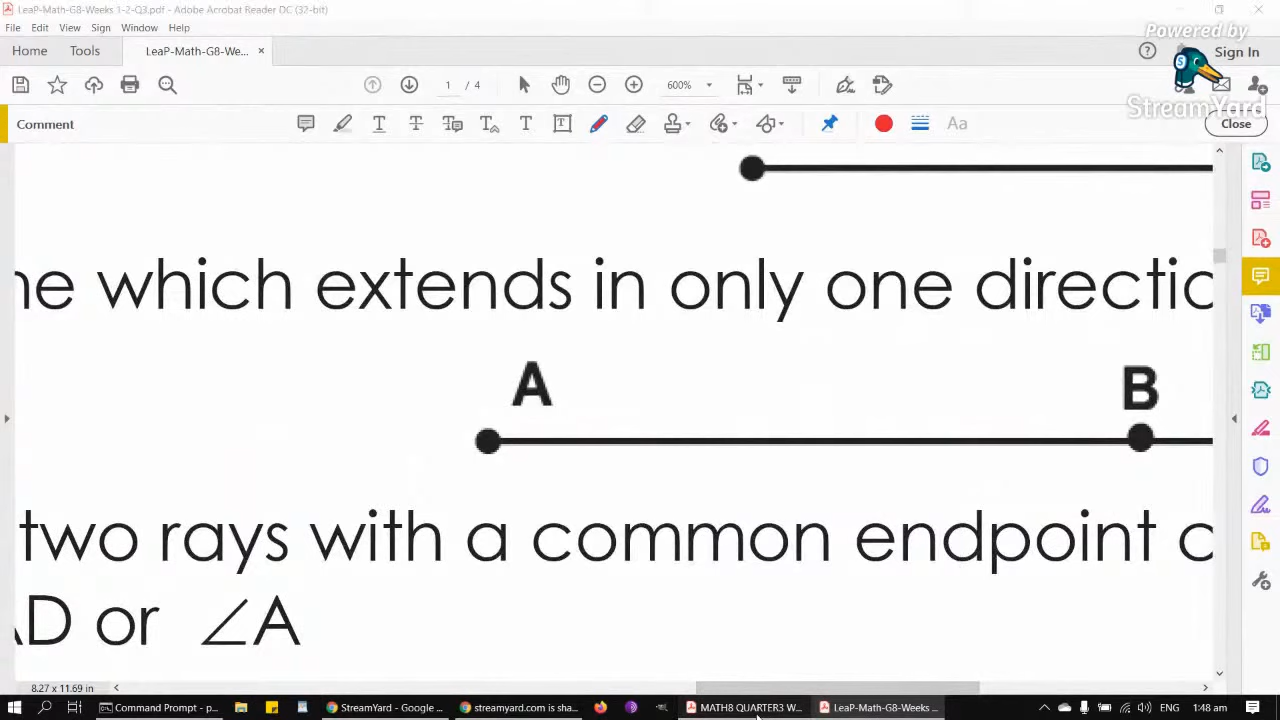 LeaP-Math-G8-Weeks 1-2-Q3.pdf - Adobe Acrobat Reader DC (32-bit)
File Edit View Sign Window Help
Powered by
Home Tools LeaP-Math-G8-We... × Sign In
1 / 4 600%
StreamYard
Comment Aa Close
ne which extends in only one directio
A B
two rays with a common endpoint c
AD or ∠A
8.27 x 11.69 in
Command Prompt - p... StreamYard - Google ... streamyard.com is sha... MATH8 QUARTER3 W... LeaP-Math-G8-Weeks ... ENG 1:48 am